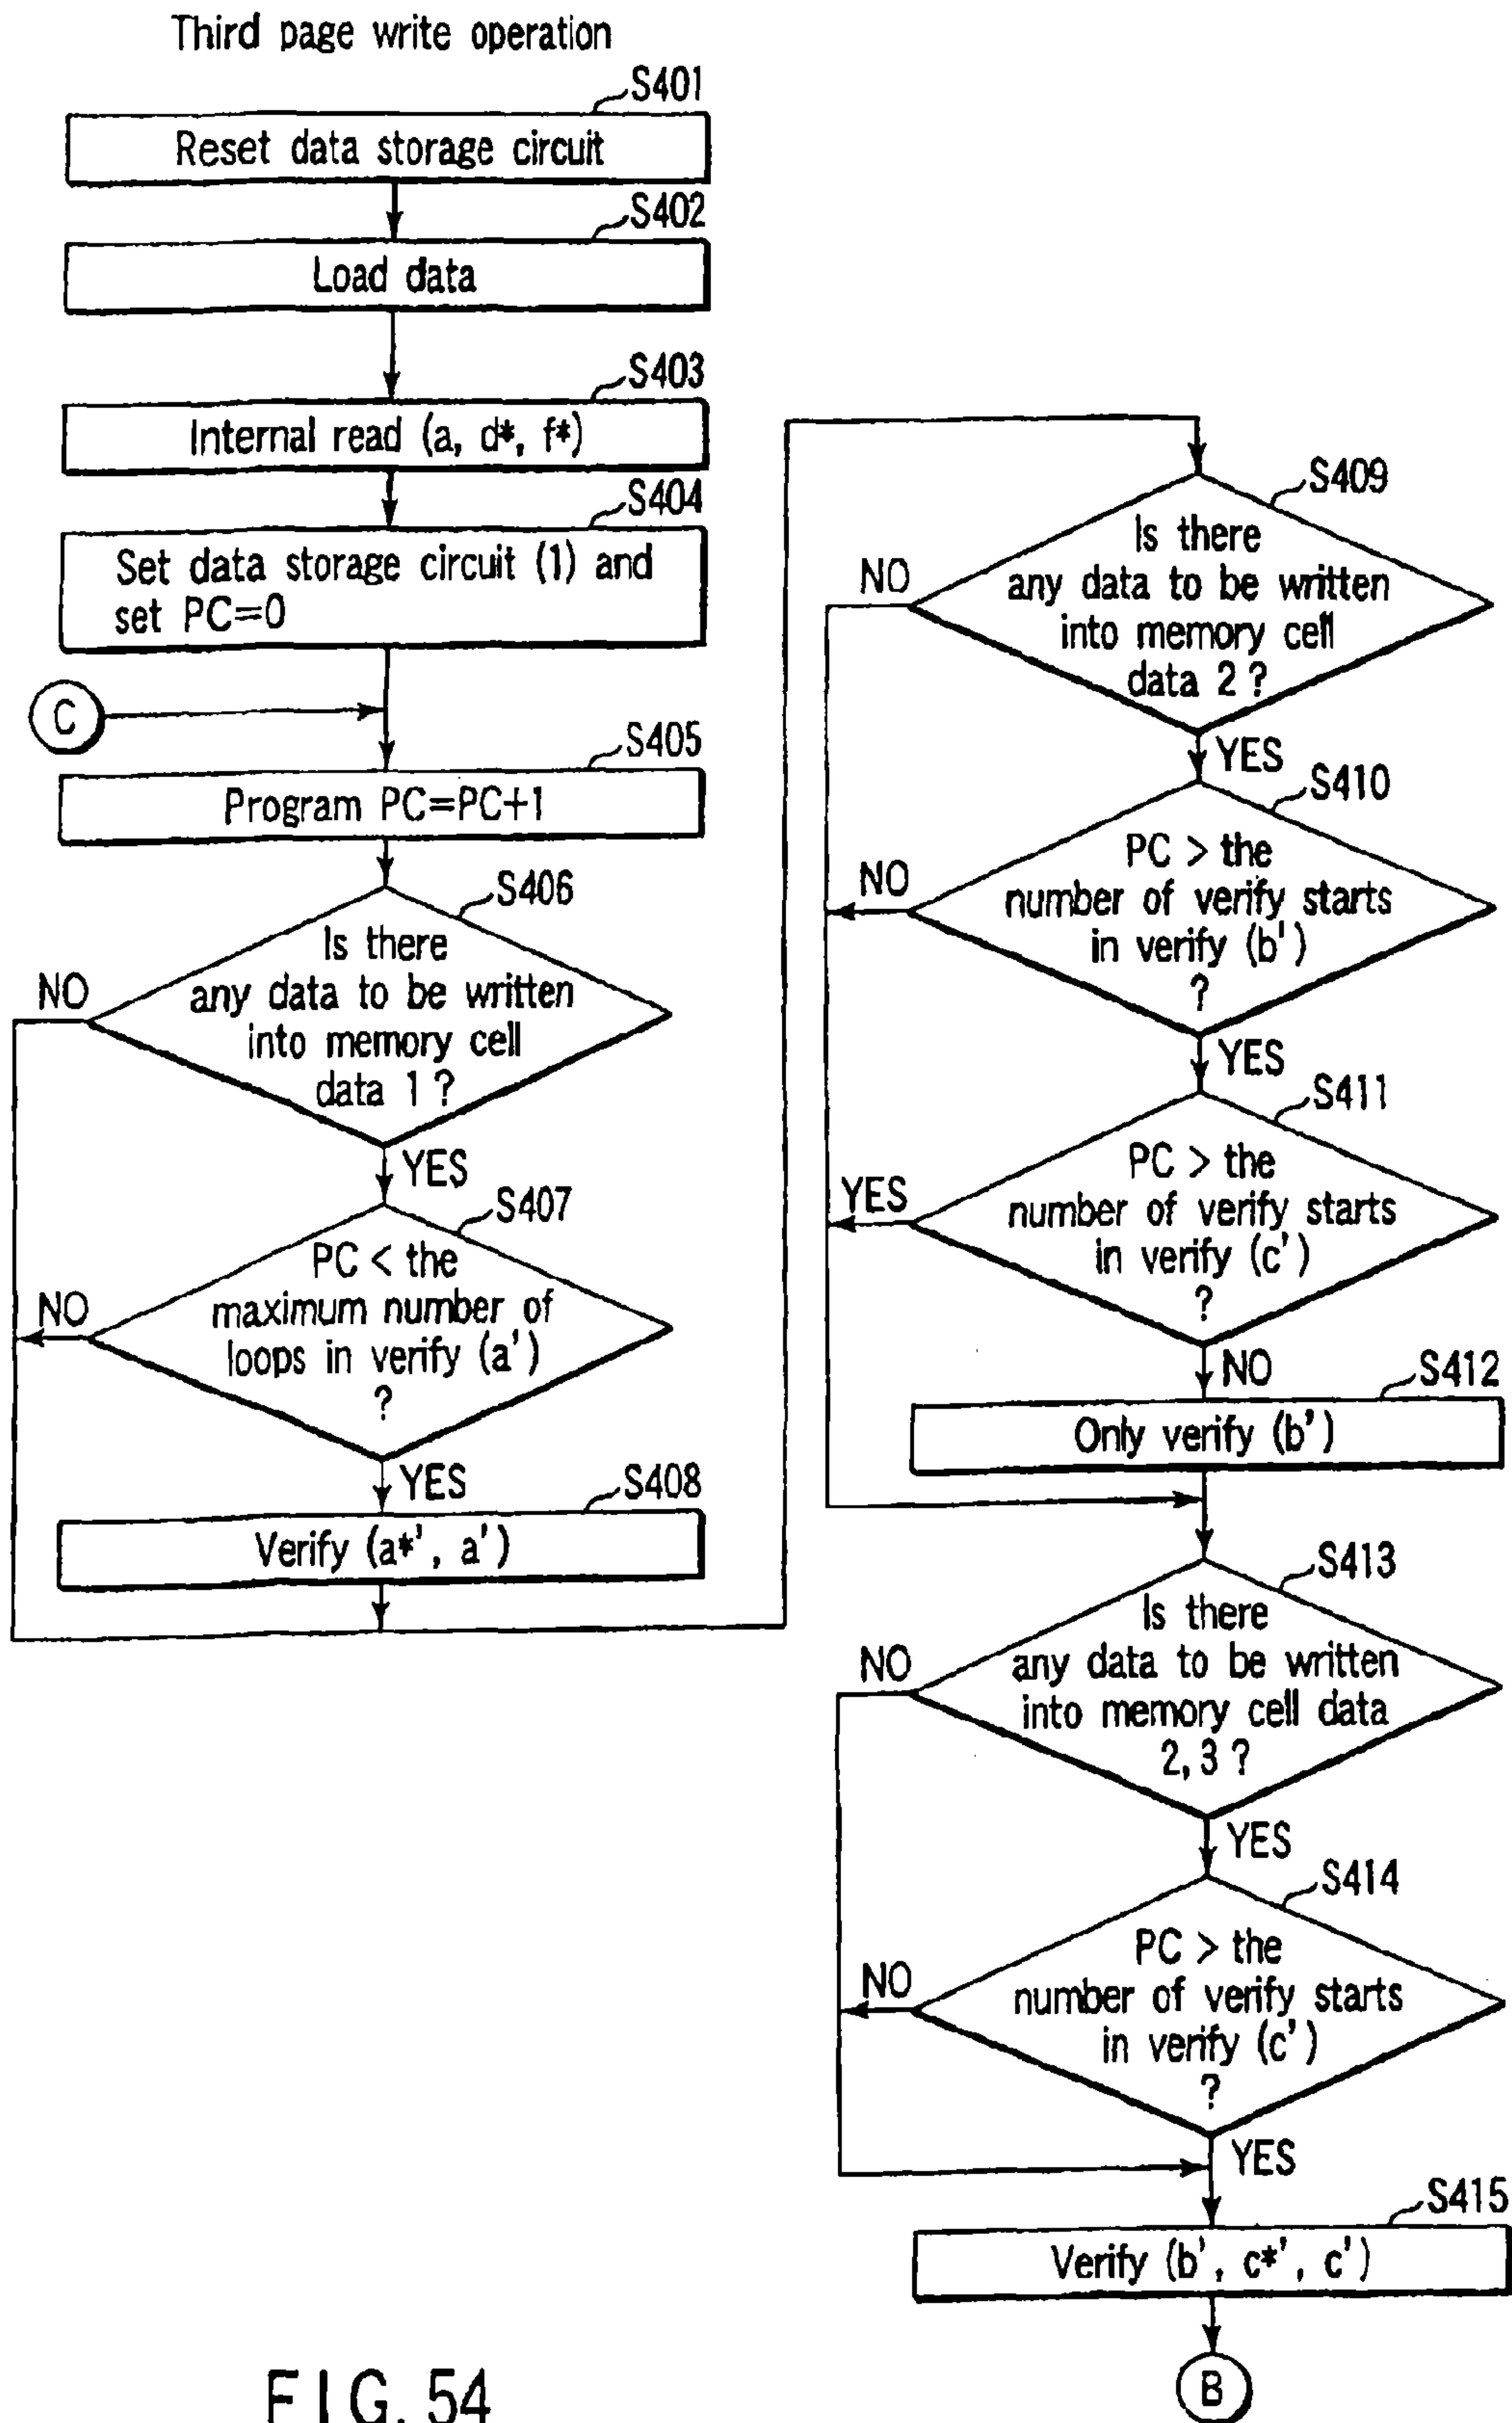 Third page write operation
S401
Reset data storage circuit
S402
Load data
S403
Internal read (a, d*, f*)
S404
Set data storage circuit (1) and
set PC=0
C
S405
Program PC=PC+1
S406
Is there
any data to be written
into memory cell
data 1 ?
NO
YES
S407
PC < the
maximum number of
loops in verify (a')
?
NO
YES
S408
Verify (a*', a')
S409
Is there
any data to be written
into memory cell
data 2 ?
NO
YES
S410
PC > the
number of verify starts
in verify (b')
?
NO
YES
S411
PC > the
number of verify starts
in verify (c')
?
YES
NO
S412
Only verify (b')
S413
Is there
any data to be written
into memory cell data
2, 3 ?
NO
YES
S414
PC > the
number of verify starts
in verify (c')
?
NO
YES
S415
Verify (b', c*', c')
B
FIG. 54